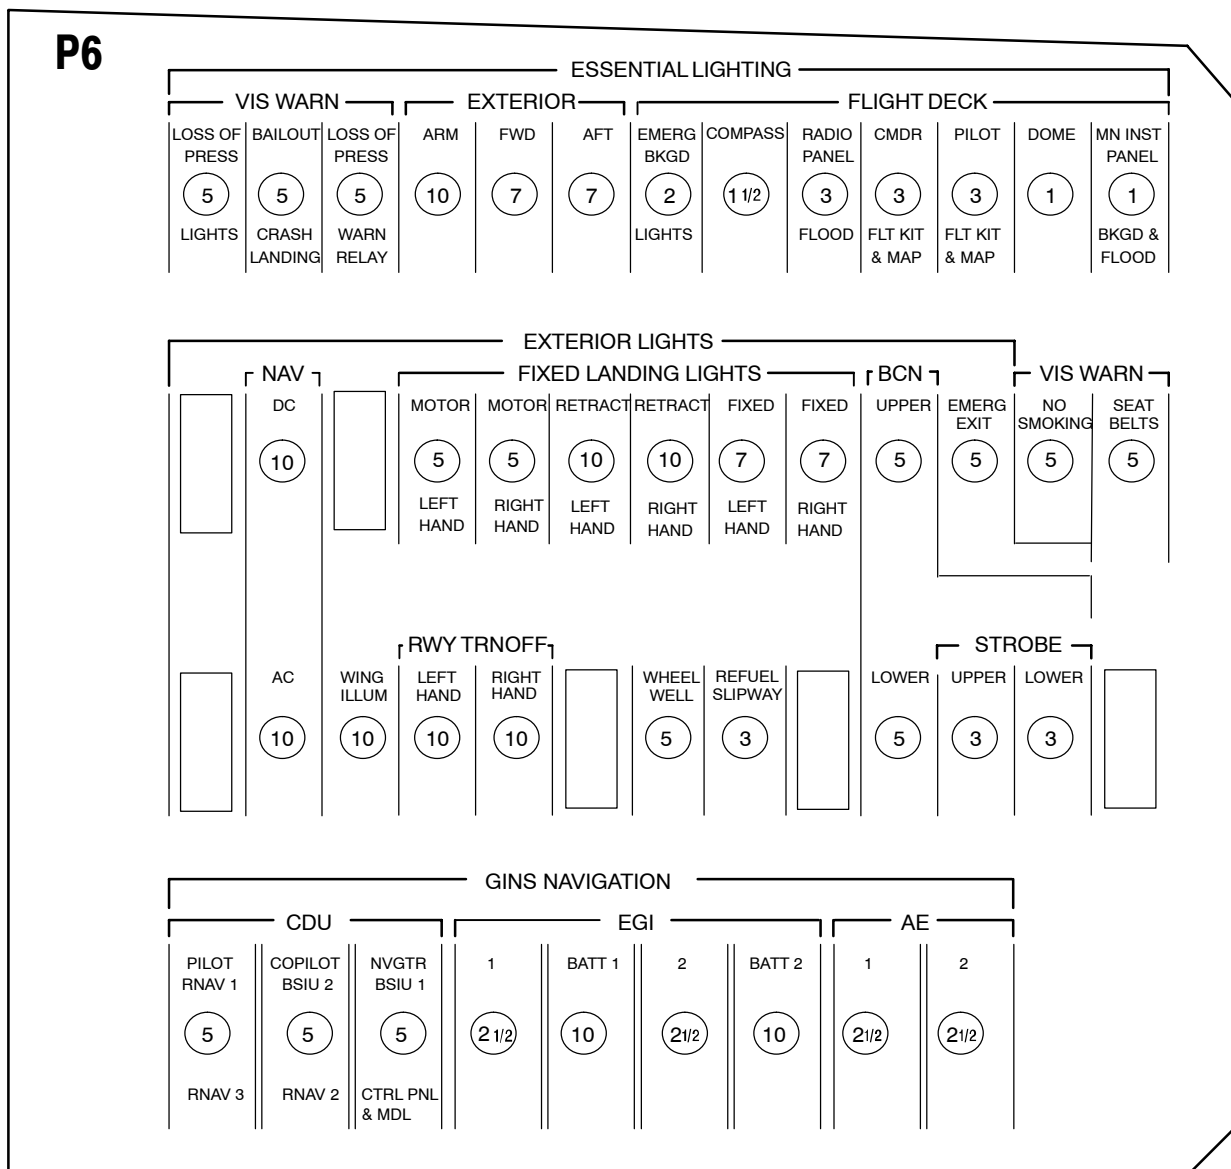 P6
ESSENTIAL LIGHTING
VIS WARN EXTERIOR FLIGHT DECK
LOSS OF BAILOUT LOSS OF ARM FWD AFT EMERG COMPASS RADIO CMDR PILOT DOME MN INST
PRESS PRESS BKGD PANEL PANEL
5 5 5 10 7 7 2 1 1/2 3 3 3 1 1
LIGHTS CRASH WARN LIGHTS FLOOD FLT KIT FLT KIT BKGD &
LANDING RELAY & MAP & MAP FLOOD
EXTERIOR LIGHTS
NAV FIXED LANDING LIGHTS BCN VIS WARN
DC MOTOR MOTOR RETRACT RETRACT FIXED FIXED UPPER EMERG NO SEAT
EXIT SMOKING BELTS
10 5 5 10 10 7 7 5 5 5 5
LEFT RIGHT LEFT RIGHT LEFT RIGHT
HAND HAND HAND HAND HAND HAND
RWY TRNOFF STROBE
AC WING LEFT RIGHT WHEEL REFUEL LOWER UPPER LOWER
ILLUM HAND HAND WELL SLIPWAY
10 10 10 10 5 3 5 3 3
GINS NAVIGATION
CDU EGI AE
PILOT COPILOT NVGTR 1 BATT 1 2 BATT 2 1 2
RNAV 1 BSIU 2 BSIU 1
5 5 5 2 1/2 10 2 1/2 10 2 1/2 2 1/2
RNAV 3 RNAV 2 CTRL PNL
& MDL